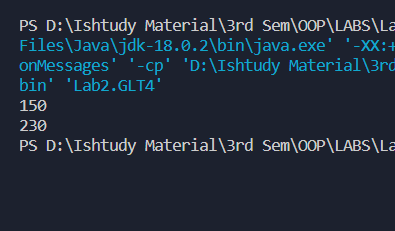 PS D:\Ishtudy Material\3rd Sem\OOP\LABS\La
Files\Java\jdk-18.0.2\bin\java.exe' '-XX:+
onMessages' '-cp' 'D:\Ishtudy Material\3rd
bin' 'Lab2.GLT4'
150
230
PS D:\Ishtudy Material\3rd Sem\OOP\LABS\La